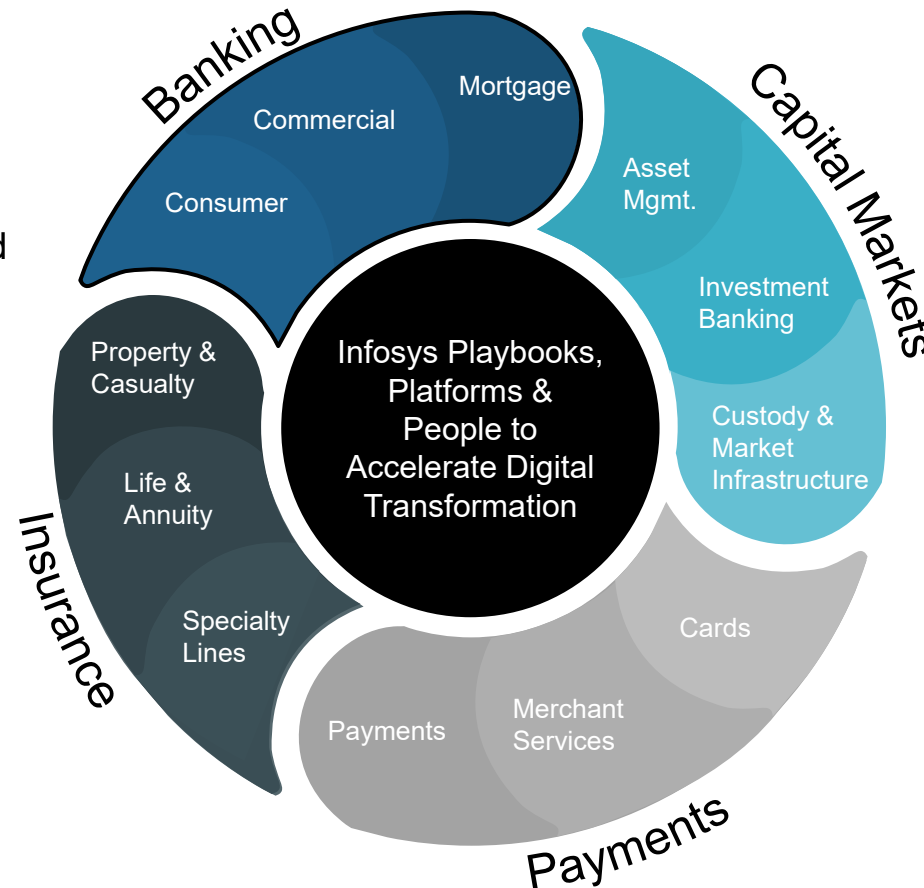 Banking
Mortgage
Commercial
Consumer
Capital Markets
Asset
Mgmt.
Investment
Banking
Custody &
Market
Infrastructure
Infosys Playbooks,
Platforms &
People to
Accelerate Digital
Transformation
Property &
Casualty
Life &
Annuity
Specialty
Lines
Insurance
Cards
Merchant
Services
Payments
Payments